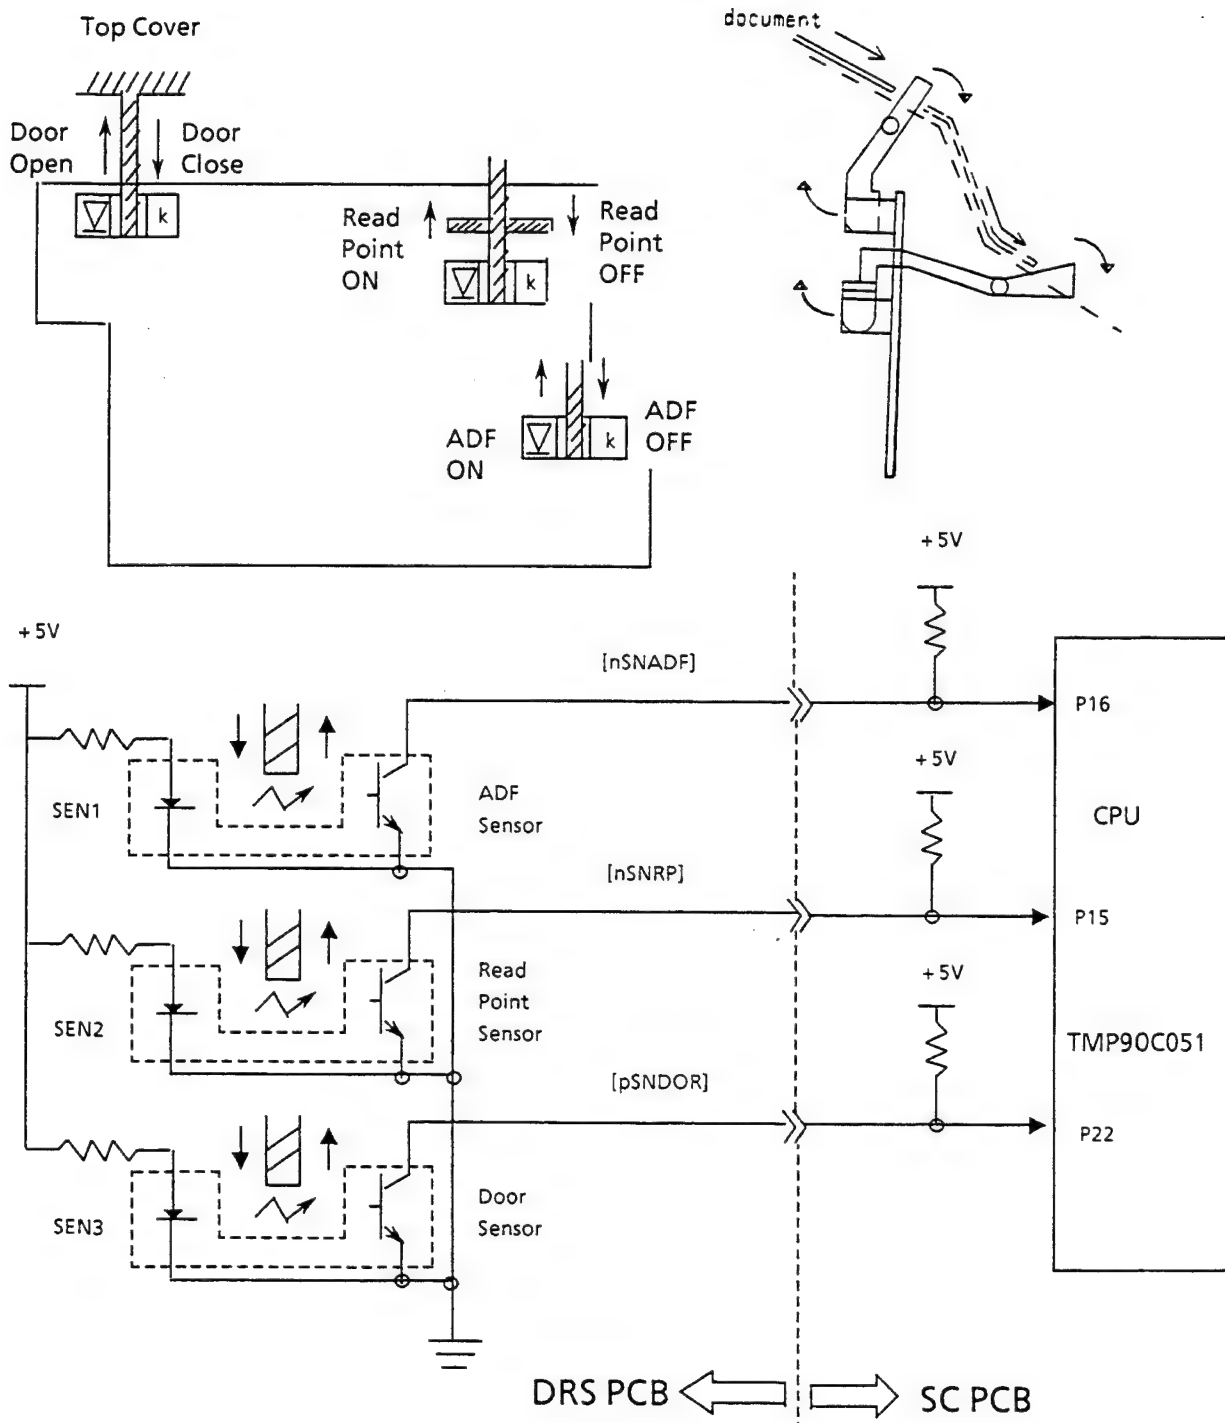 Top Cover
document
Door
Open
Door
Close
k
Read
Point
ON
Read
Point
OFF
k
ADF
ON
k
ADF
OFF
+5V
+5V
[nSNADF]
P16
SEN1
ADF
Sensor
+5V
CPU
[nSNRP]
P15
SEN2
Read
Point
Sensor
+5V
TMP90C051
[pSNDOR]
P22
SEN3
Door
Sensor
DRS PCB
SC PCB